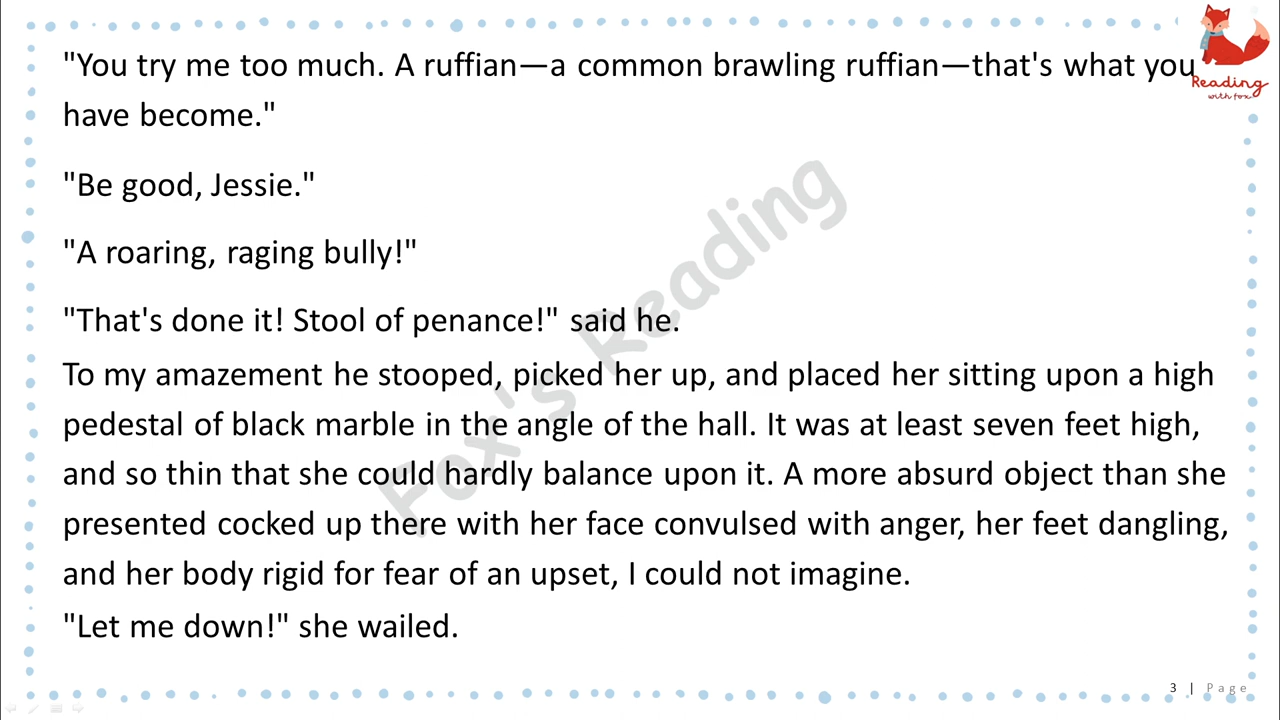 "You try me too much. A ruffian—a common brawling ruffian—that's what you
have become."
"Be good, Jessie."
"A roaring, raging bully!"
"That's done it! Stool of penance!" said he.
To my amazement he stooped, picked her up, and placed her sitting upon a high
pedestal of black marble in the angle of the hall. It was at least seven feet high,
and so thin that she could hardly balance upon it. A more absurd object than she
presented cocked up there with her face convulsed with anger, her feet dangling,
and her body rigid for fear of an upset, I could not imagine.
"Let me down!" she wailed.
Reading
with fox
Fox's Reading
3 | Page